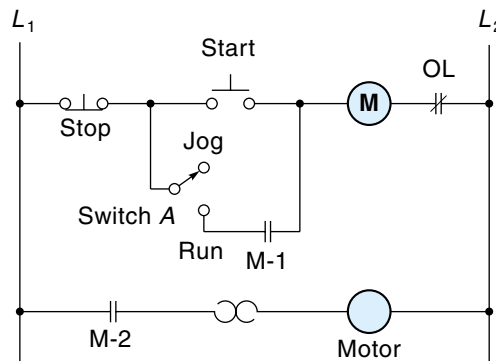 L1
L2
Start
OL
M
Stop
Jog
Switch A
Run
M-1
M-2
Motor